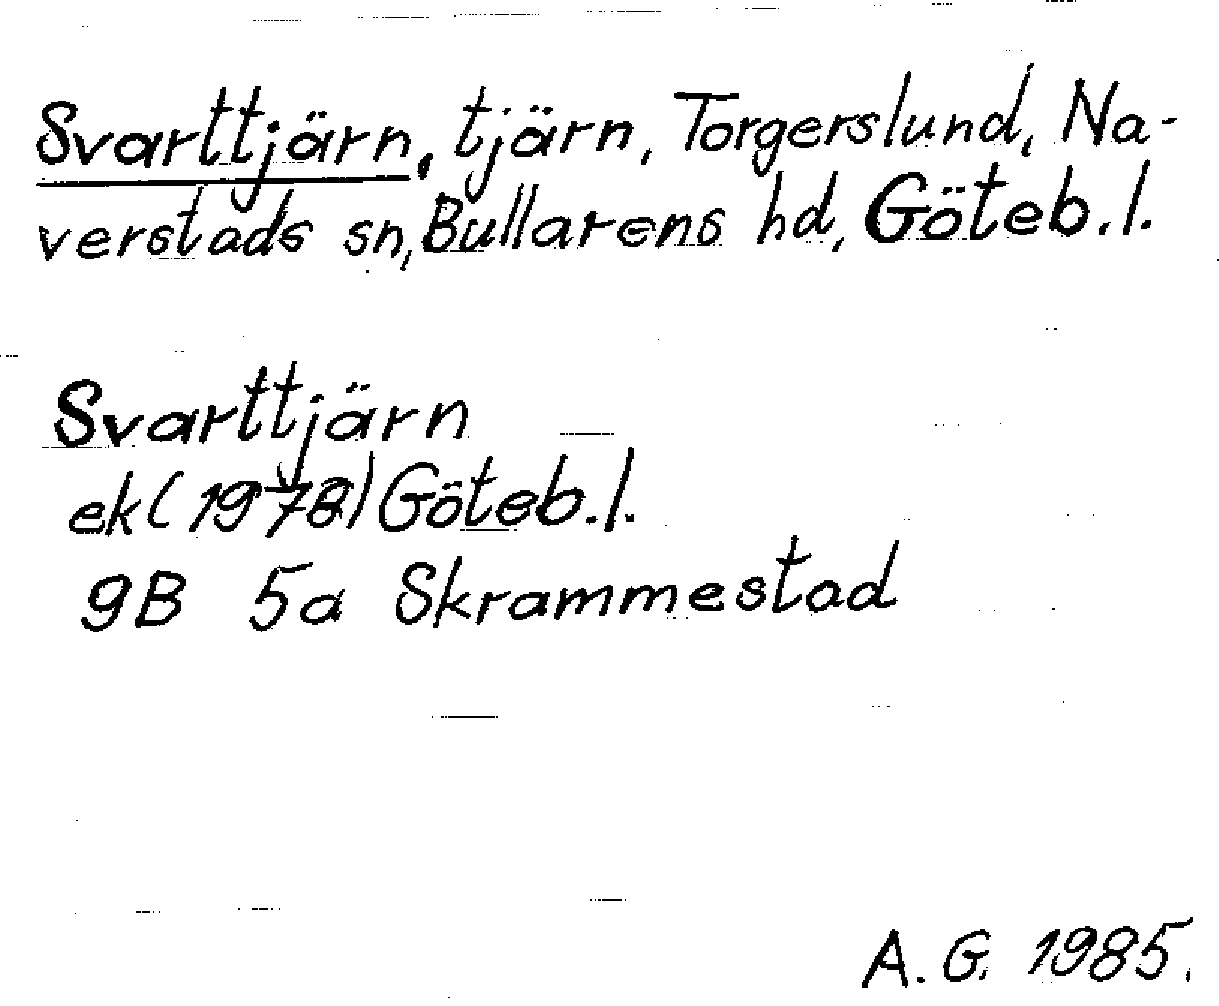 Svarttjärn, tjärn, Torgerslund, Na-
verstads sn, Bullarens hd, Göteb.l.
Svarttjärn
ek (1978) Göteb.l.
9B 5a Skrammestad
A.G. 1985.